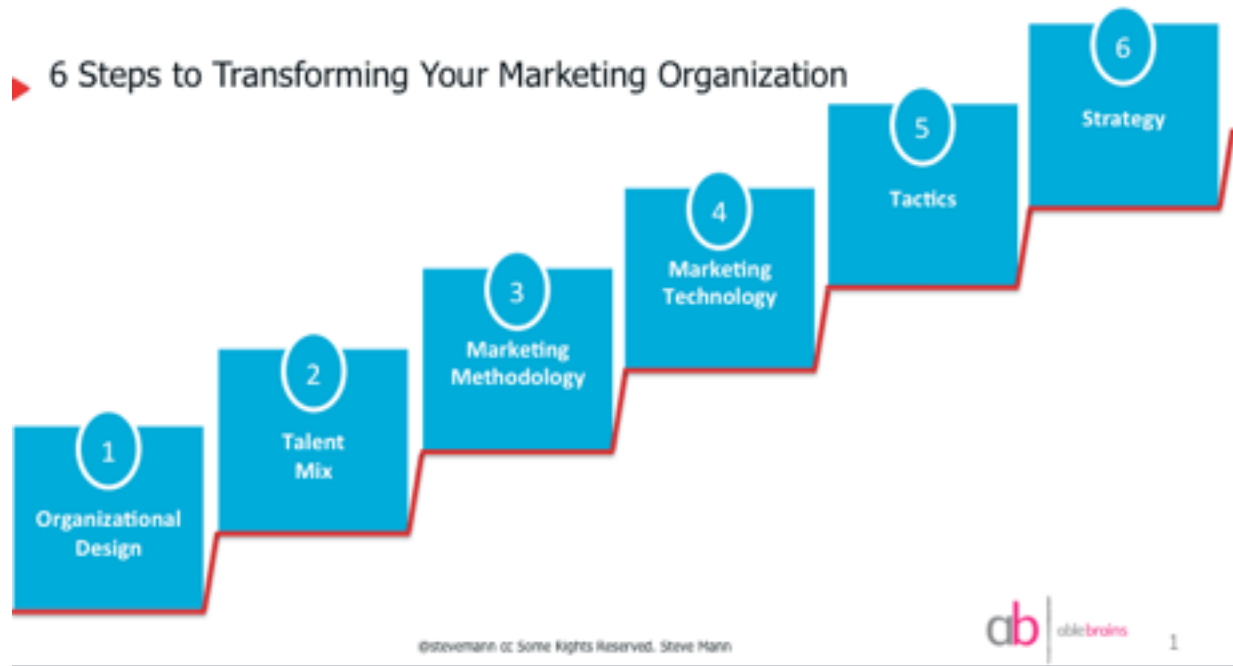 6 Steps to Transforming Your Marketing Organization
1
Organizational
Design
2
Talent
Mix
3
Marketing
Methodology
4
Marketing
Technology
5
Tactics
6
Strategy
@stevemann cc Some Rights Reserved. Steve Mann
ab
ablebrains
1